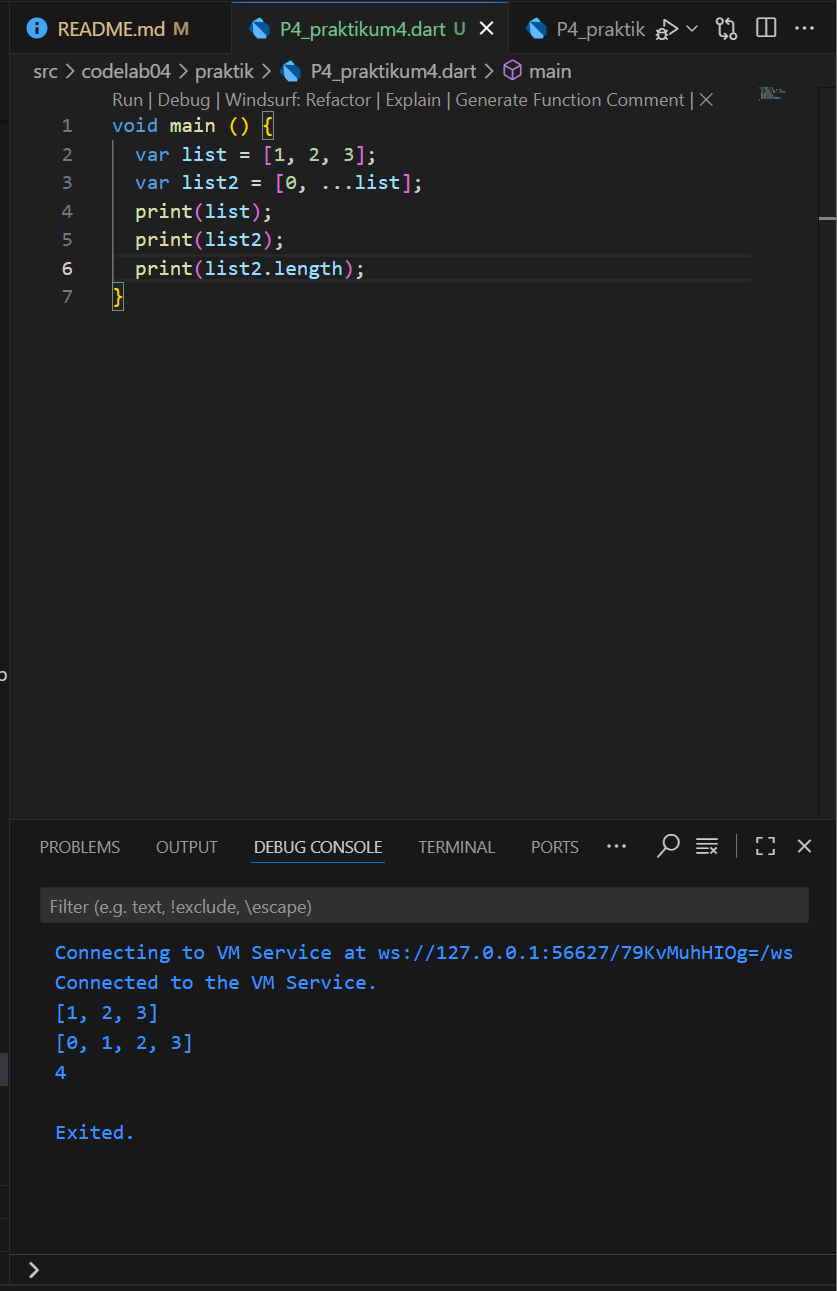 README.md M P4_praktikum4.dart U P4_praktik
src > codelab04 > praktik > P4_praktikum4.dart > main
Run | Debug | Windsurf: Refactor | Explain | Generate Function Comment | ×
1 void main () {
2 var list = [1, 2, 3];
3 var list2 = [0, ...list];
4 print(list);
5 print(list2);
6 print(list2.length);
7 }
PROBLEMS OUTPUT DEBUG CONSOLE TERMINAL PORTS ···
Filter (e.g. text, !exclude, \escape)
Connecting to VM Service at ws://127.0.0.1:56627/79KvMuhHIOg=/ws
Connected to the VM Service.
[1, 2, 3]
[0, 1, 2, 3]
4
Exited.